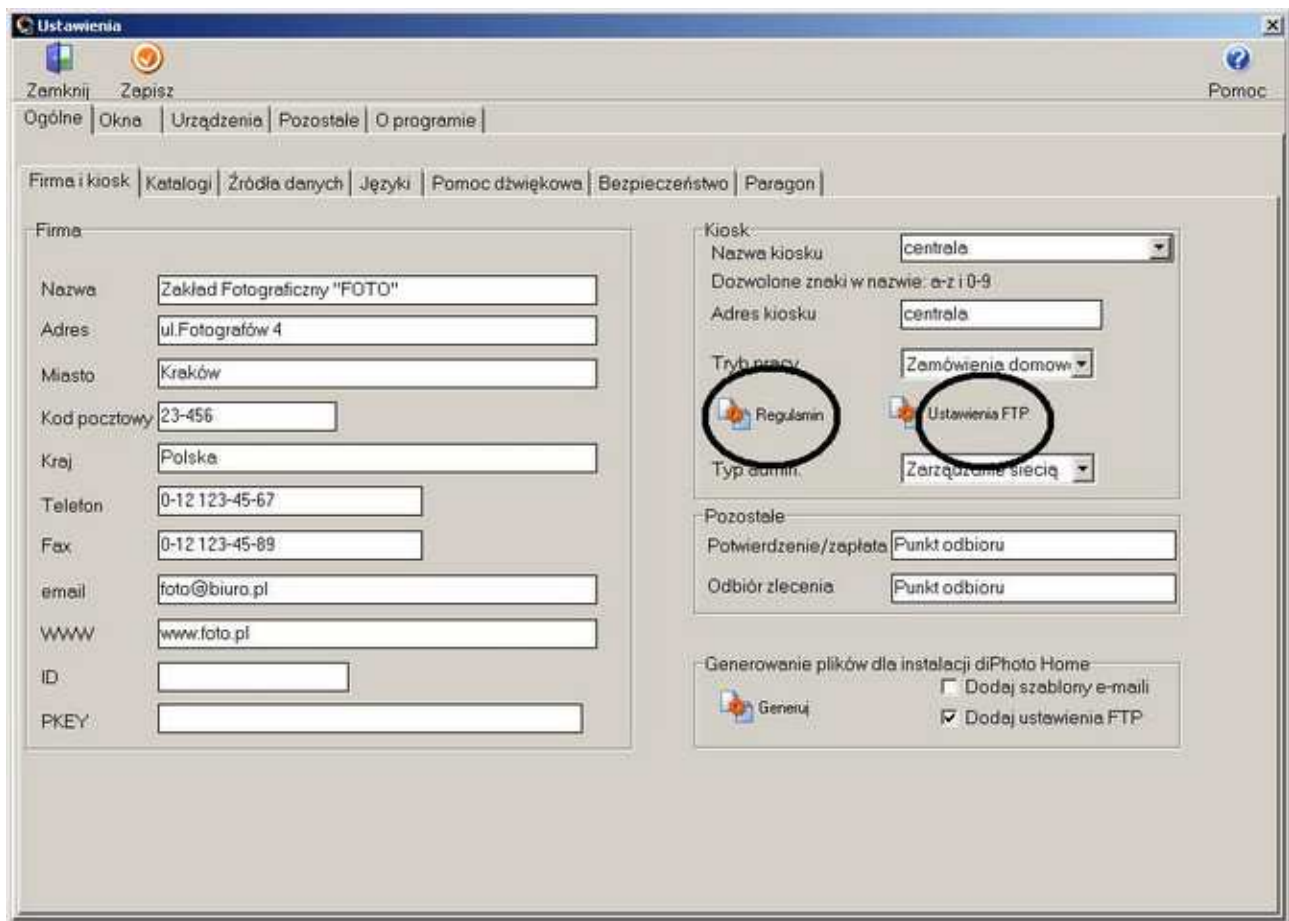 Ustawienia
Zamknij Zapisz Pomoc
Ogólne Okna Urządzenia Pozostałe O programie
Firma i kiosk Katalogi Źródła danych Języki Pomoc dźwiękowa Bezpieczeństwo Paragon
Firma
Nazwa Zakład Fotograficzny "FOTO"
Adres ul.Fotografów 4
Miasto Kraków
Kod pocztowy 23-456
Kraj Polska
Telefon 0-12 123-45-67
Fax 0-12 123-45-89
email foto@biuro.pl
WWW www.foto.pl
ID
PKEY
Kiosk
Nazwa kiosku centrala
Dozwolone znaki w nazwie: a-z i 0-9
Adres kiosku centrala
Tryb pracy Zamówienia domow
Regulamin Ustawienia FTP
Typ admin. Zarządzanie siecią
Pozostałe
Potwierdzenie/zapłata Punkt odbioru
Odbiór zlecenia Punkt odbioru
Generowanie plików dla instalacji diPhoto Home
Dodaj szablony e-maili
Generuj Dodaj ustawienia FTP